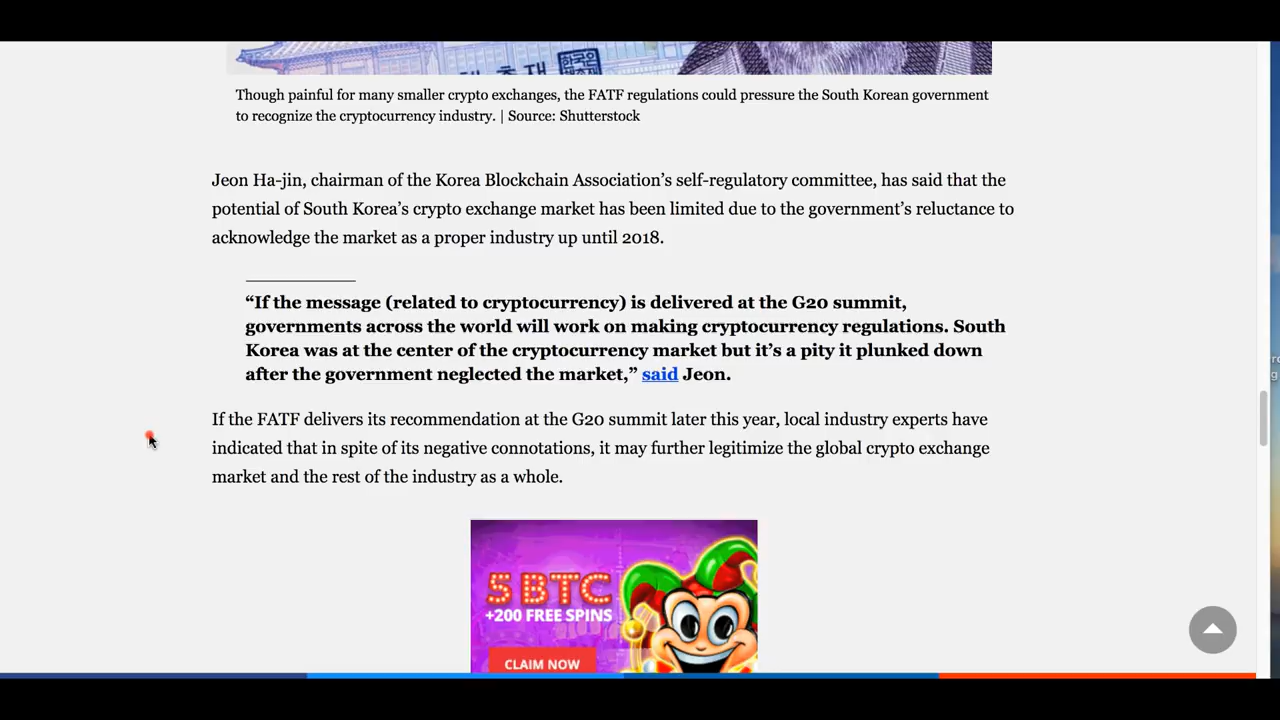 Though painful for many smaller crypto exchanges, the FATF regulations could pressure the South Korean government
to recognize the cryptocurrency industry. | Source: Shutterstock
Jeon Ha-jin, chairman of the Korea Blockchain Association’s self-regulatory committee, has said that the
potential of South Korea’s crypto exchange market has been limited due to the government’s reluctance to
acknowledge the market as a proper industry up until 2018.
“If the message (related to cryptocurrency) is delivered at the G20 summit,
governments across the world will work on making cryptocurrency regulations. South
Korea was at the center of the cryptocurrency market but it’s a pity it plunked down
after the government neglected the market,” said Jeon.
If the FATF delivers its recommendation at the G20 summit later this year, local industry experts have
indicated that in spite of its negative connotations, it may further legitimize the global crypto exchange
market and the rest of the industry as a whole.
5 BTC
+200 FREE SPINS
CLAIM NOW